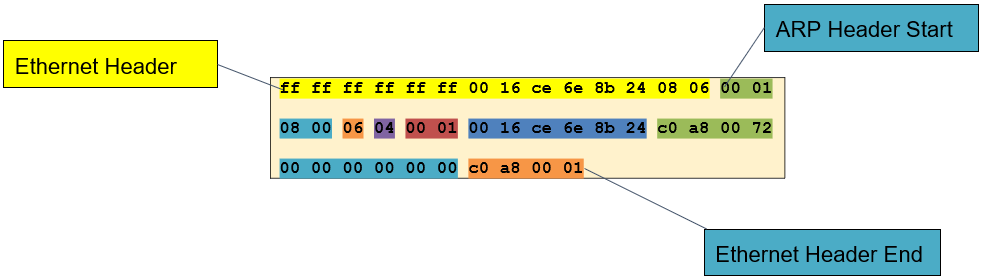 ARP Header Start
Ethernet Header
ff ff ff ff ff ff 00 16 ce 6e 8b 24 08 06 00 01
08 00 06 04 00 01 00 16 ce 6e 8b 24 c0 a8 00 72
00 00 00 00 00 00 c0 a8 00 01
Ethernet Header End